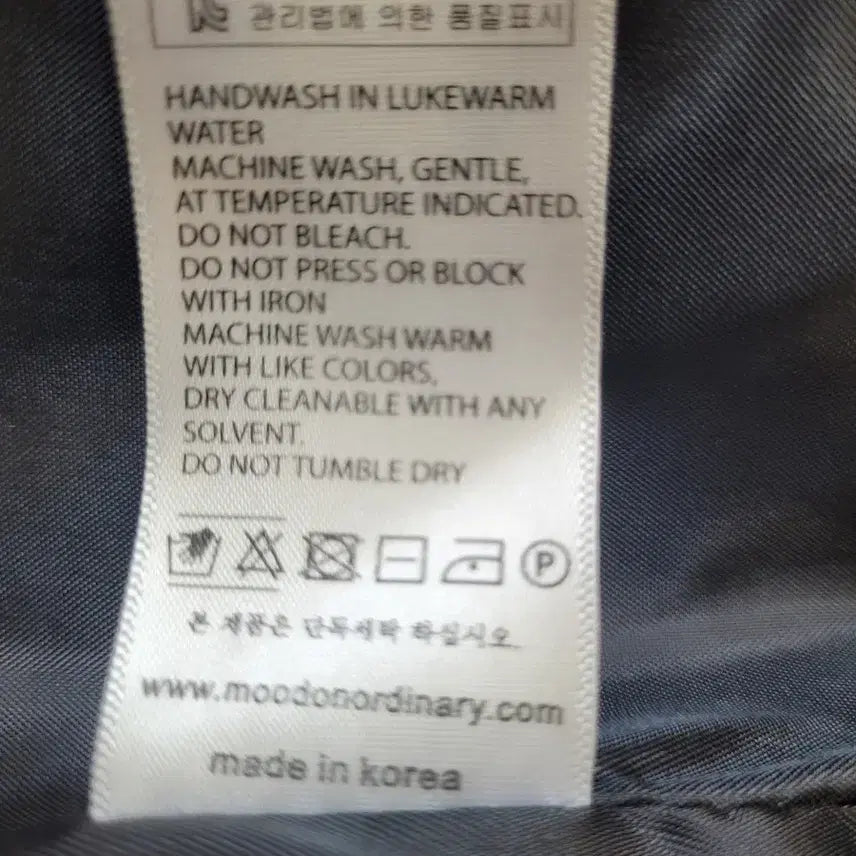 관리법에 의한 품질표시
HANDWASH IN LUKEWARM
WATER
MACHINE WASH, GENTLE,
AT TEMPERATURE INDICATED.
DO NOT BLEACH.
DO NOT PRESS OR BLOCK
WITH IRON
MACHINE WASH WARM
WITH LIKE COLORS,
DRY CLEANABLE WITH ANY
SOLVENT.
DO NOT TUMBLE DRY
P
본 제품은 단독세탁 하십시오.
www.moodonordinary.com
made in korea